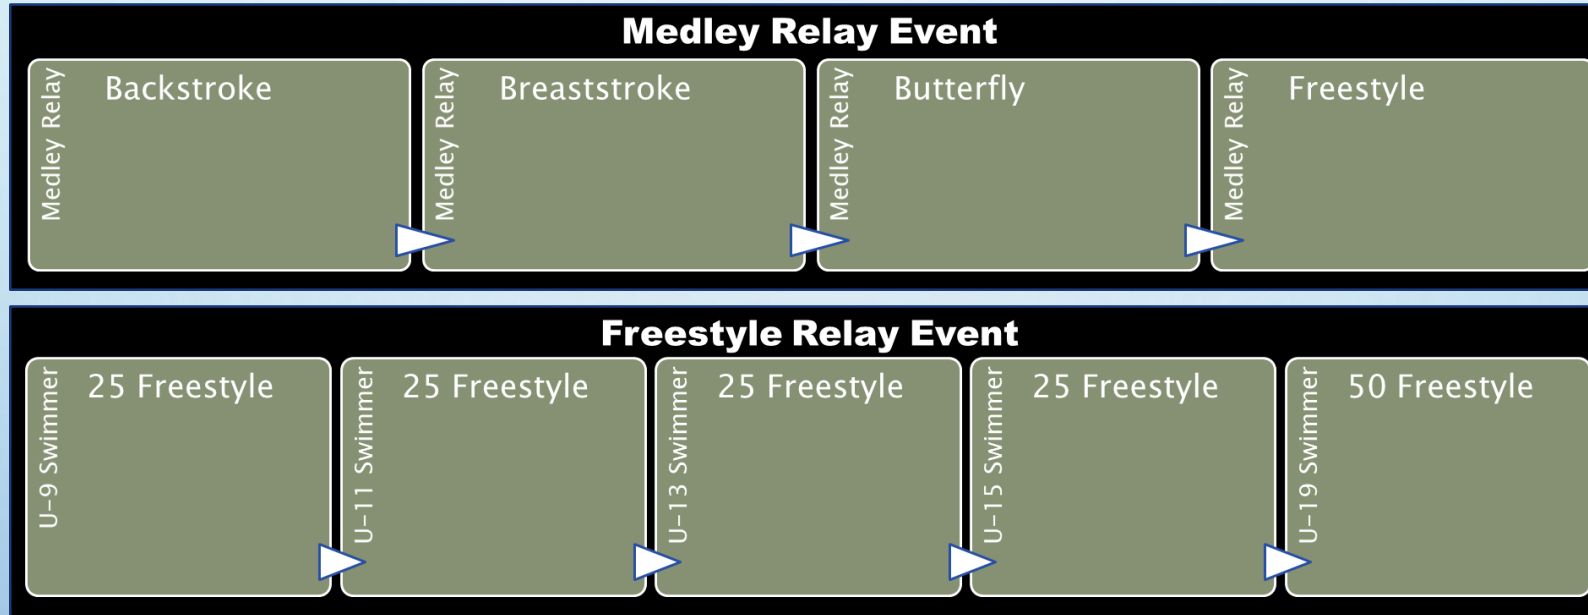 Medley Relay Event
Medley Relay
Backstroke
Medley Relay
Breaststroke
Medley Relay
Butterfly
Medley Relay
Freestyle
Freestyle Relay Event
U-9 Swimmer
25 Freestyle
U-11 Swimmer
25 Freestyle
U-13 Swimmer
25 Freestyle
U-15 Swimmer
25 Freestyle
U-19 Swimmer
50 Freestyle